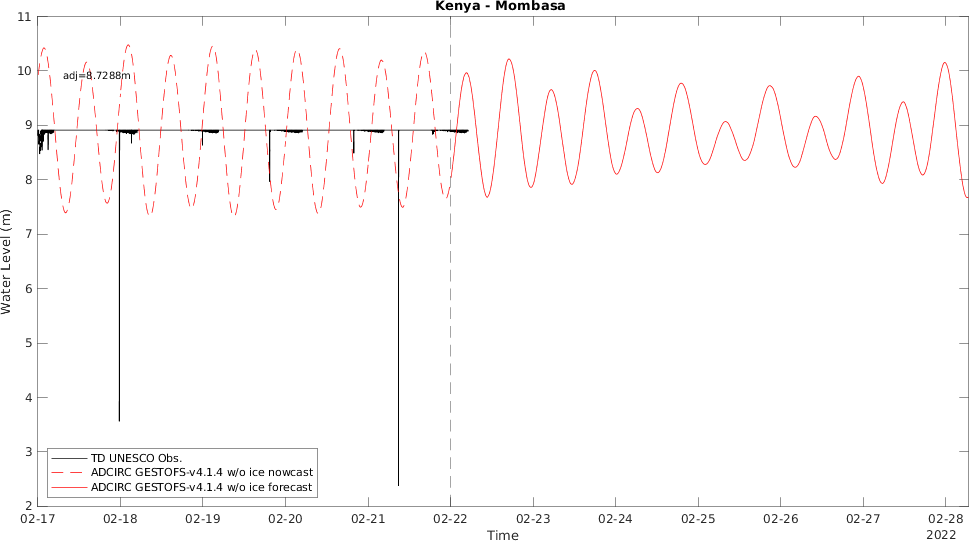 Kenya - Mombasa
11
10
9
8
7
6
5
4
3
2
Water Level (m)
adj=8.7288m
TD UNESCO Obs.
ADCIRC GESTOFS-v4.1.4 w/o ice nowcast
ADCIRC GESTOFS-v4.1.4 w/o ice forecast
02-17 02-18 02-19 02-20 02-21 02-22 02-23 02-24 02-25 02-26 02-27 02-28
Time
2022